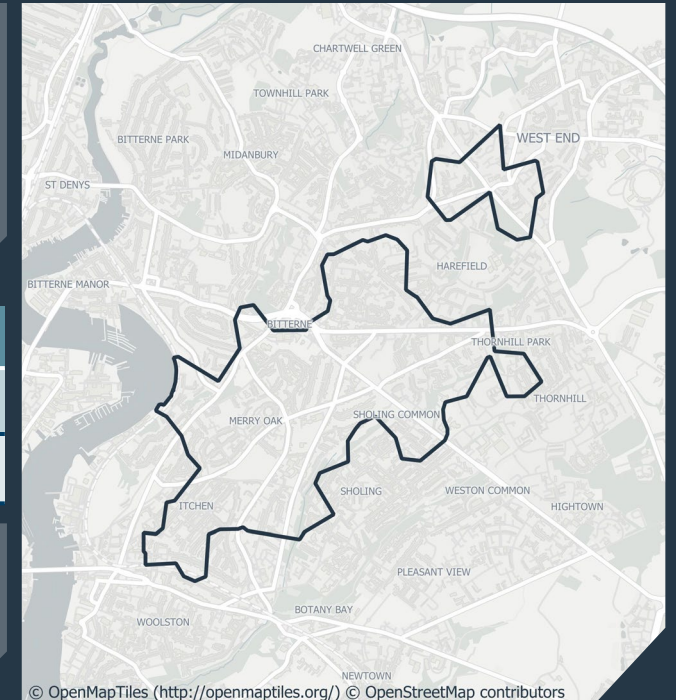 CHARTWELL GREEN
TOWNHILL PARK
BITTERNE PARK
WEST END
MIDANBURY
ST DENYS
HAREFIELD
BITTERNE MANOR
BITTERNE
THORNHILL PARK
THORNHILL
SHOLING COMMON
MERRY OAK
SHOLING
WESTON COMMON
ITCHEN
HIGHTOWN
PLEASANT VIEW
BOTANY BAY
WOOLSTON
NEWTOWN
© OpenMapTiles (http://openmaptiles.org/) © OpenStreetMap contributors